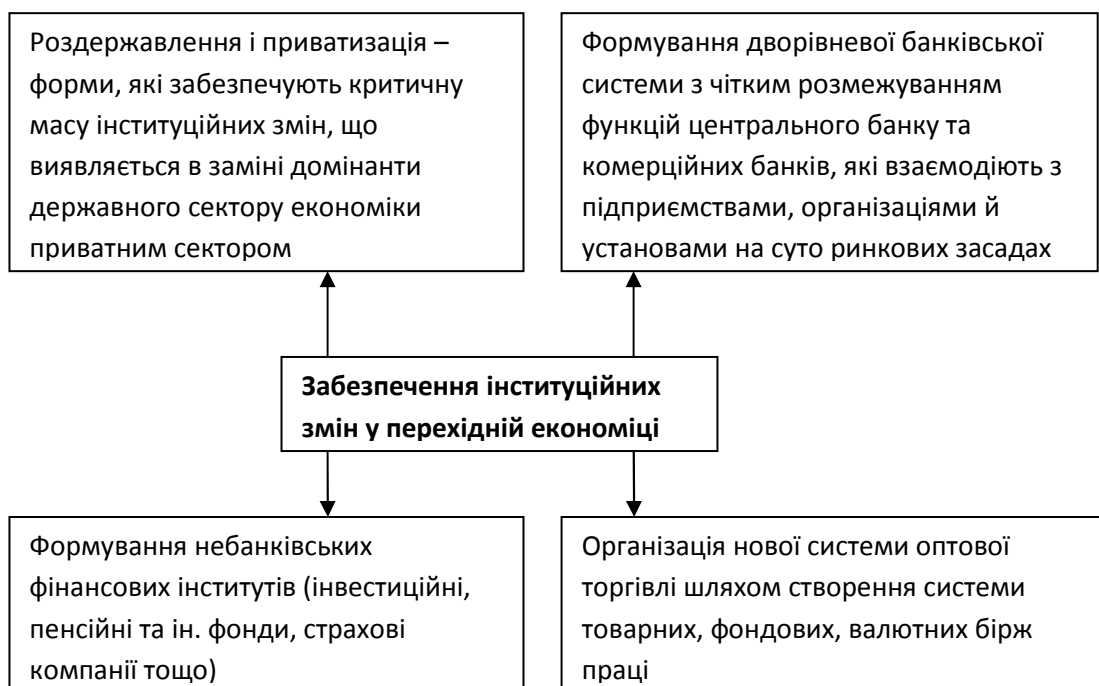 Роздержавлення і приватизація –
форми, які забезпечують критичну
масу інституційних змін, що
виявляється в заміні домінанти
державного сектору економіки
приватним сектором
Формування дворівневої банківської
системи з чітким розмежуванням
функцій центрального банку та
комерційних банків, які взаємодіють з
підприємствами, організаціями й
установами на суто ринкових засадах
Забезпечення інституційних
змін у перехідній економіці
Формування небанківських
фінансових інститутів (інвестиційні,
пенсійні та ін. фонди, страхові
компанії тощо)
Організація нової системи оптової
торгівлі шляхом створення системи
товарних, фондових, валютних бірж
праці